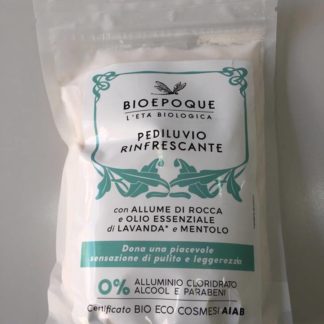 BIOEPOQUE
L'ETÀ BIOLOGICA
PEDILUVIO
RINFRESCANTE
con ALLUME DI ROCCA
e OLIO ESSENZIALE
di LAVANDA* e MENTOLO
Dona una piacevole
sensazione di pulito e leggerezza
0% ALLUMINIO CLORIDRATO
ALCOOL E PARABENI
Certificato BIO ECO COSMESI AIAB